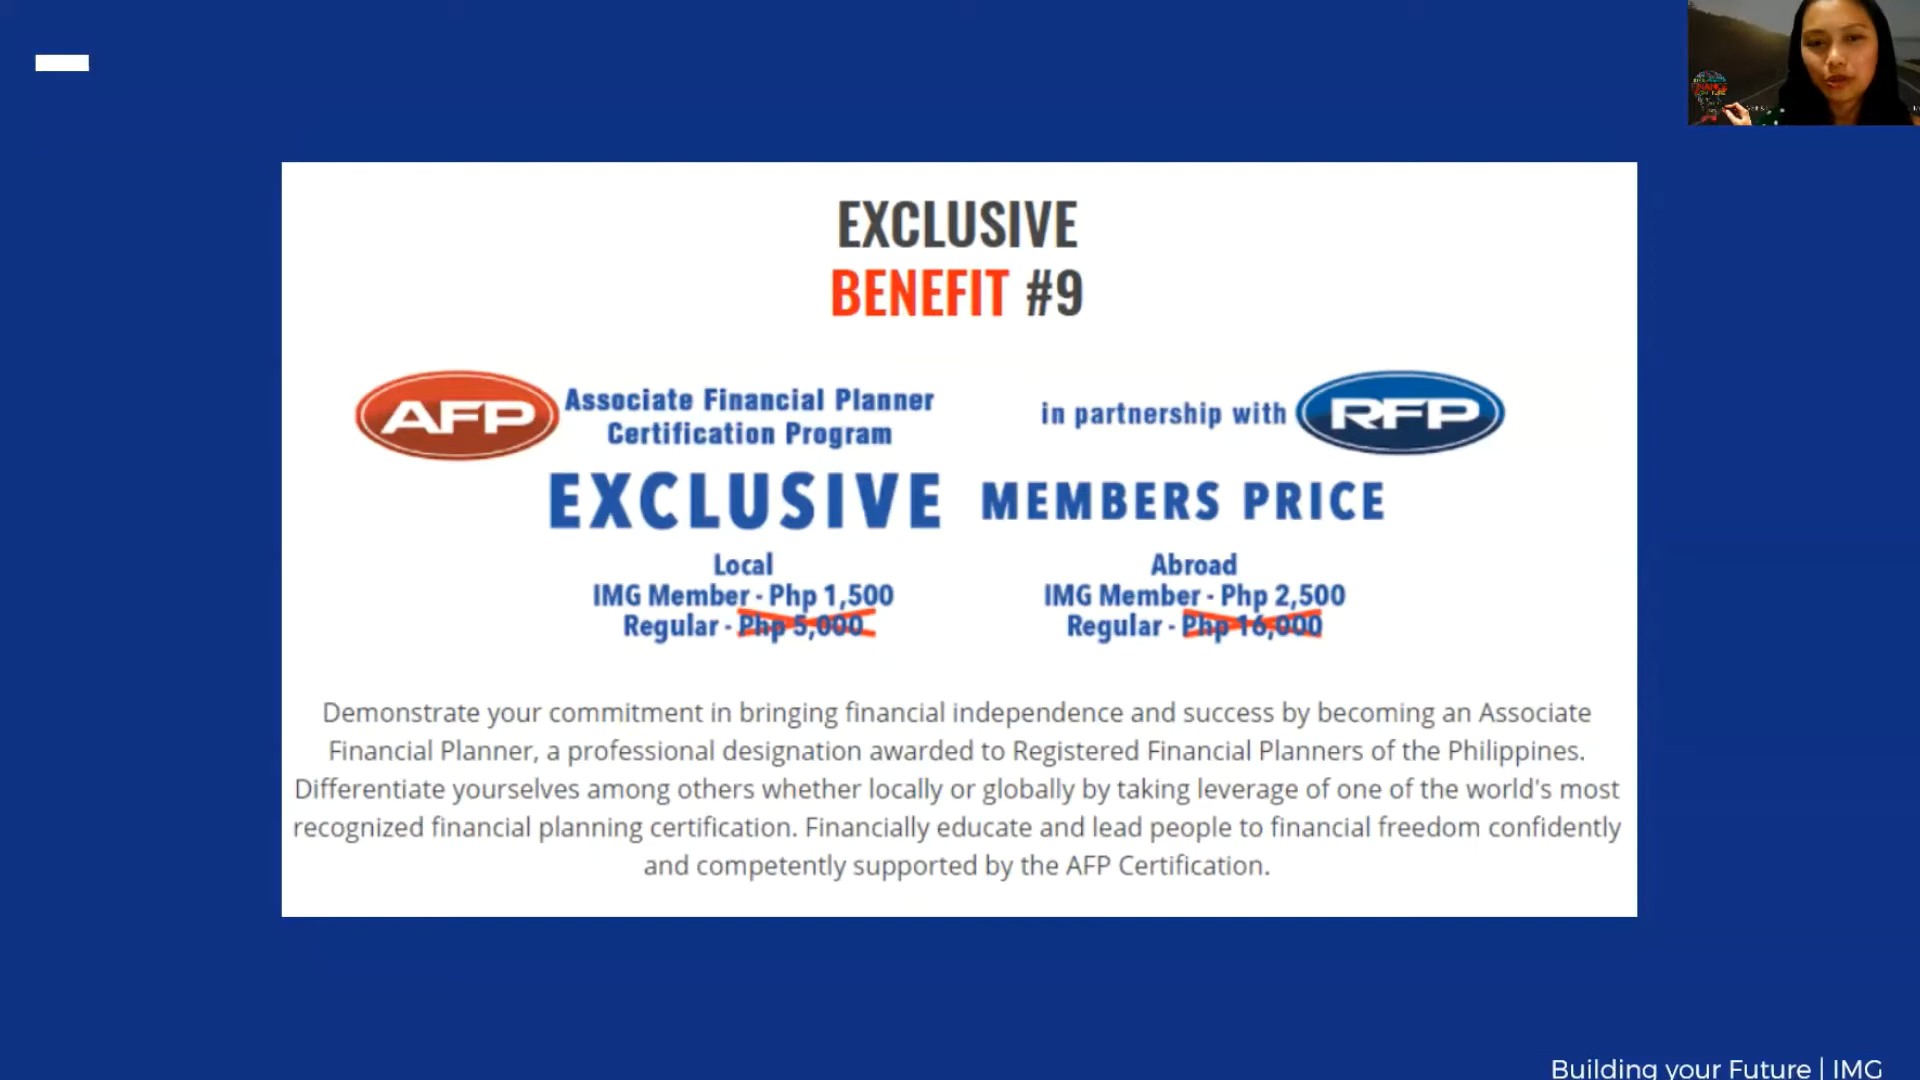 EXCLUSIVE
BENEFIT #9
AFP
Associate Financial Planner
Certification Program
in partnership with
RFP
EXCLUSIVE MEMBERS PRICE
Local
IMG Member - Php 1,500
Regular - Php 5,000
Abroad
IMG Member - Php 2,500
Regular - Php 16,000
Demonstrate your commitment in bringing financial independence and success by becoming an Associate
Financial Planner, a professional designation awarded to Registered Financial Planners of the Philippines.
Differentiate yourselves among others whether locally or globally by taking leverage of one of the world's most
recognized financial planning certification. Financially educate and lead people to financial freedom confidently
and competently supported by the AFP Certification.
Building your Future | IMG